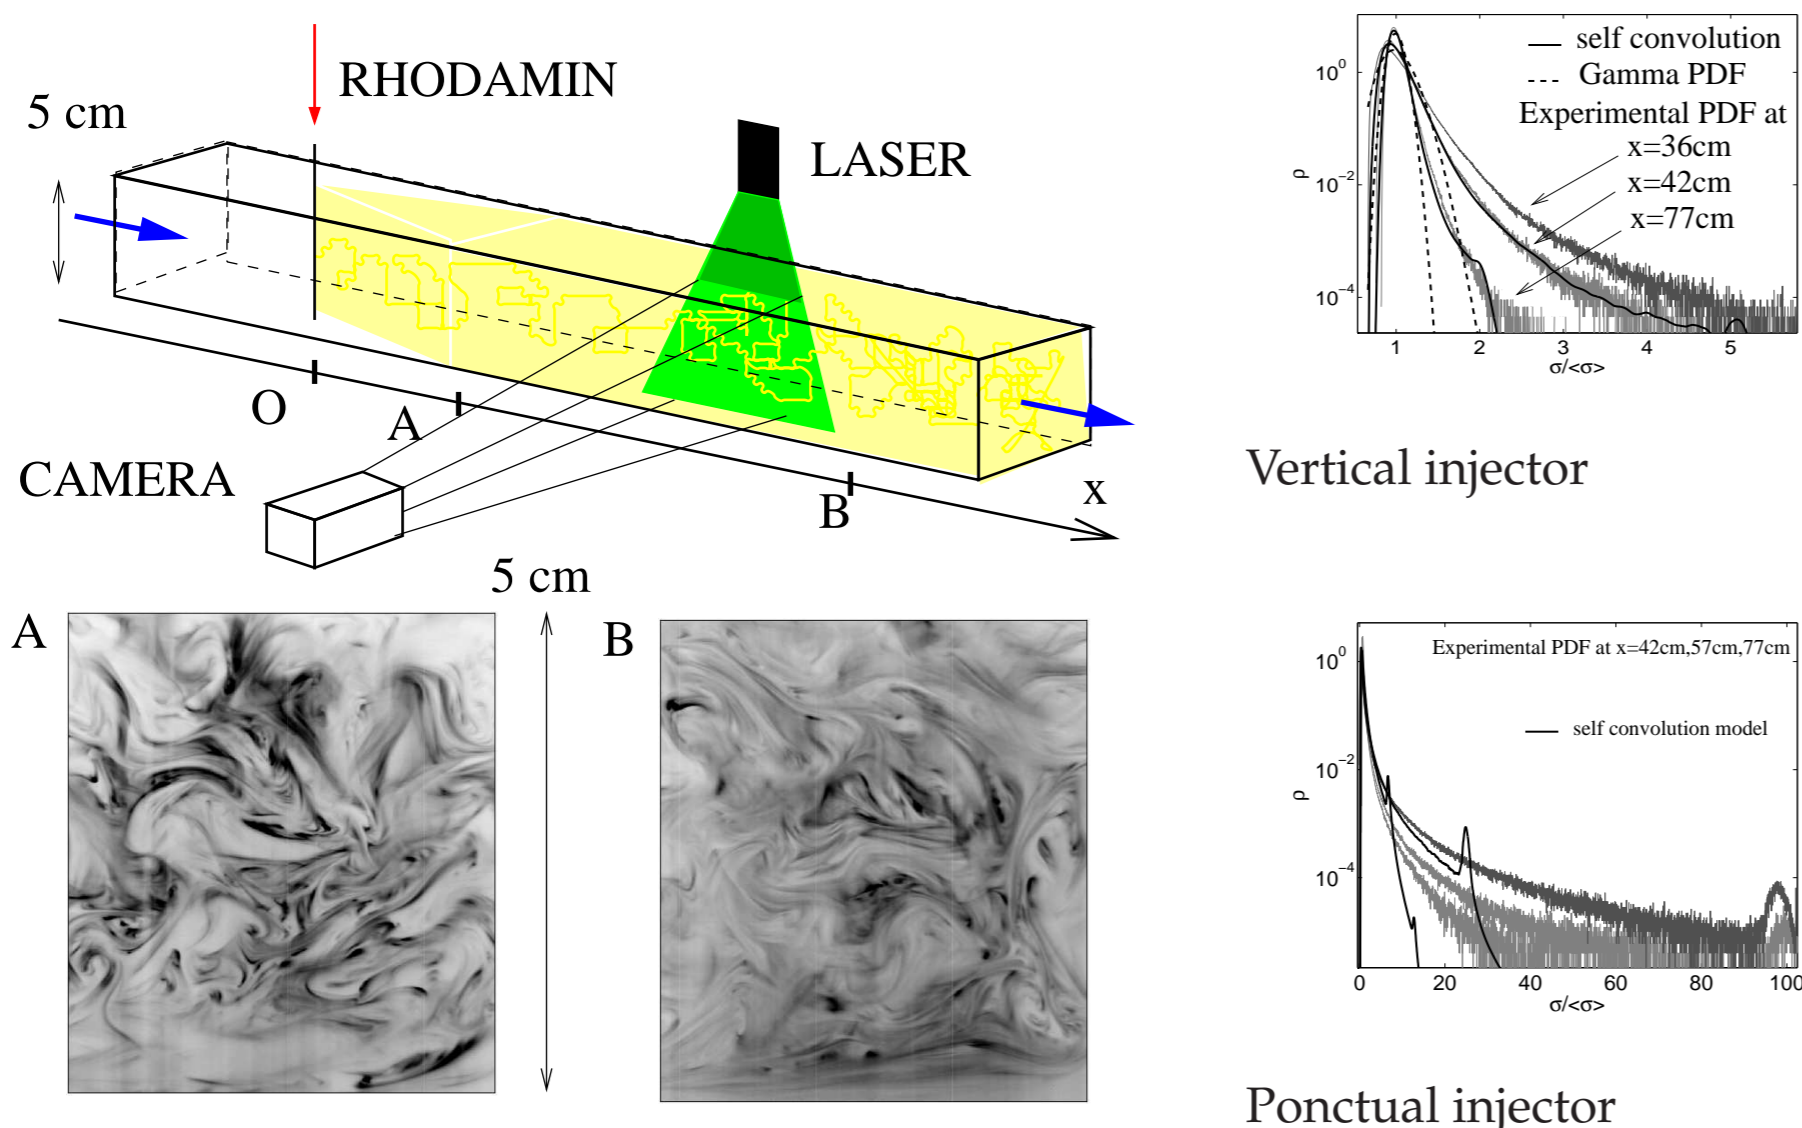 RHODAMIN
5 cm
LASER
O
A
CAMERA
B
x
5 cm
A
B
self convolution
Gamma PDF
Experimental PDF at
x=36cm
x=42cm
x=77cm
ρ
10^0
10^-2
10^-4
1 2 3 4 5
σ/<σ>
Vertical injector
Experimental PDF at x=42cm,57cm,77cm
self convolution model
ρ
10^0
10^-2
10^-4
0 20 40 60 80 100
σ/<σ>
Ponctual injector